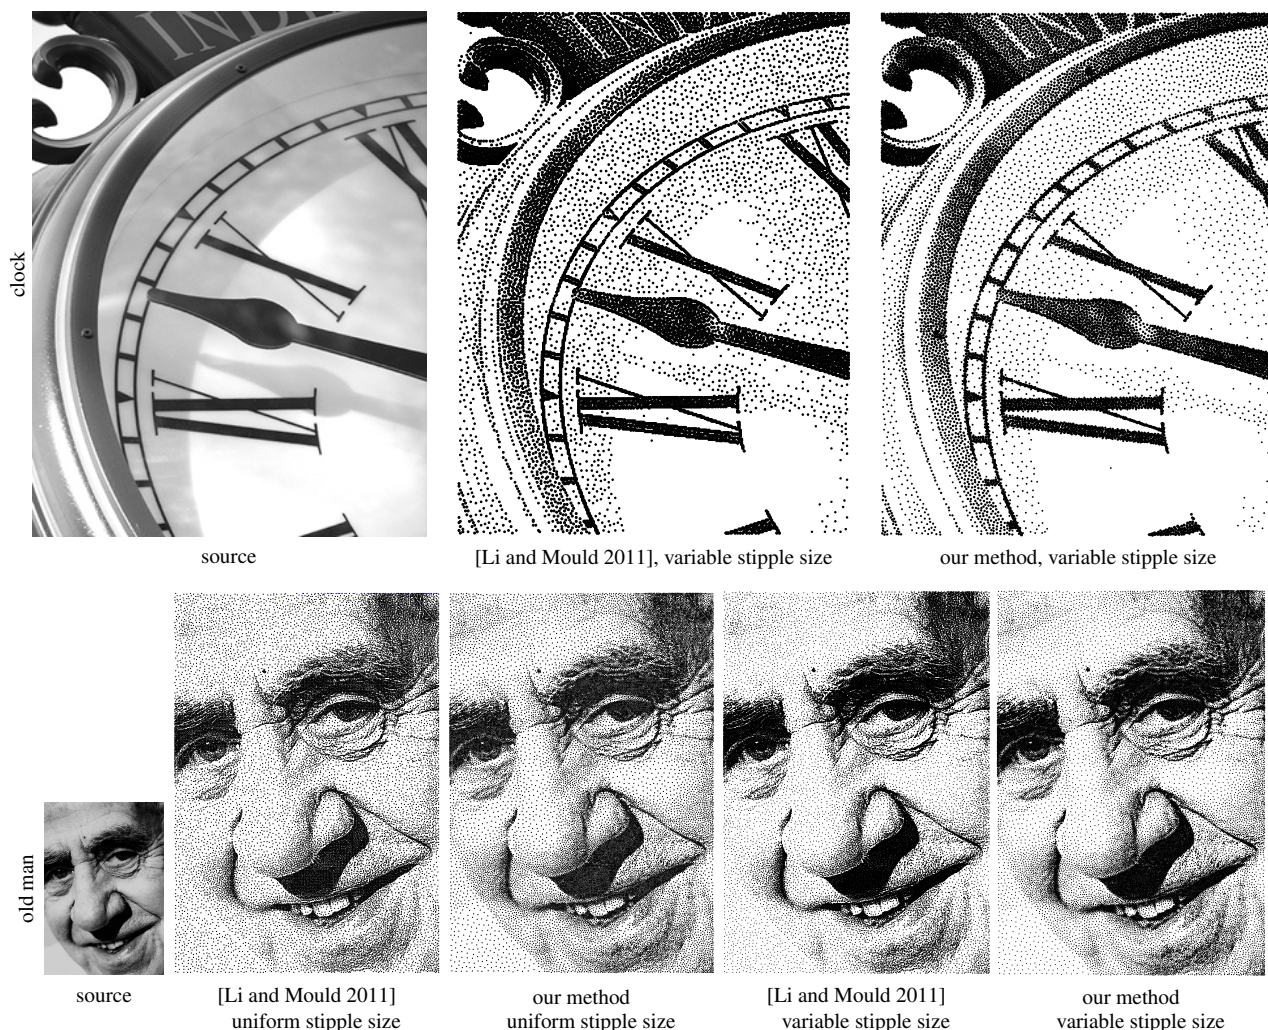 INDI
clock
source
[Li and Mould 2011], variable stipple size
our method, variable stipple size
old man
source
[Li and Mould 2011]
uniform stipple size
our method
uniform stipple size
[Li and Mould 2011]
variable stipple size
our method
variable stipple size